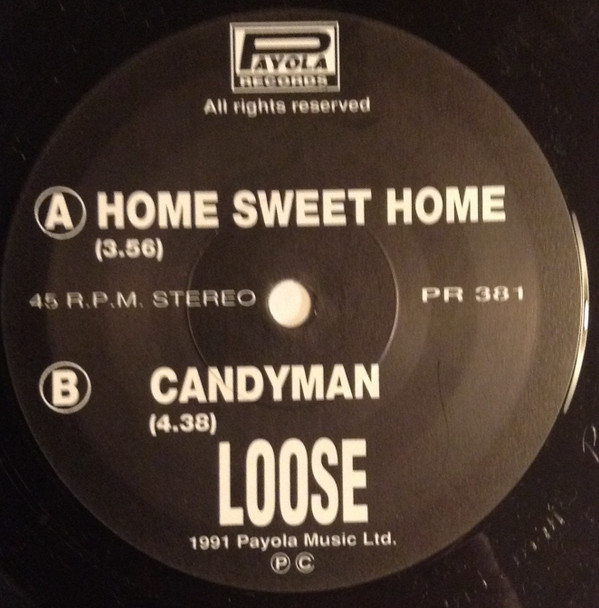 PAYOLA
RECORDS
All rights reserved
A HOME SWEET HOME
(3.56)
45 R.P.M. STEREO PR 381
B CANDYMAN
(4.38)
LOOSE
1991 Payola Music Ltd.
Ⓟ Ⓒ